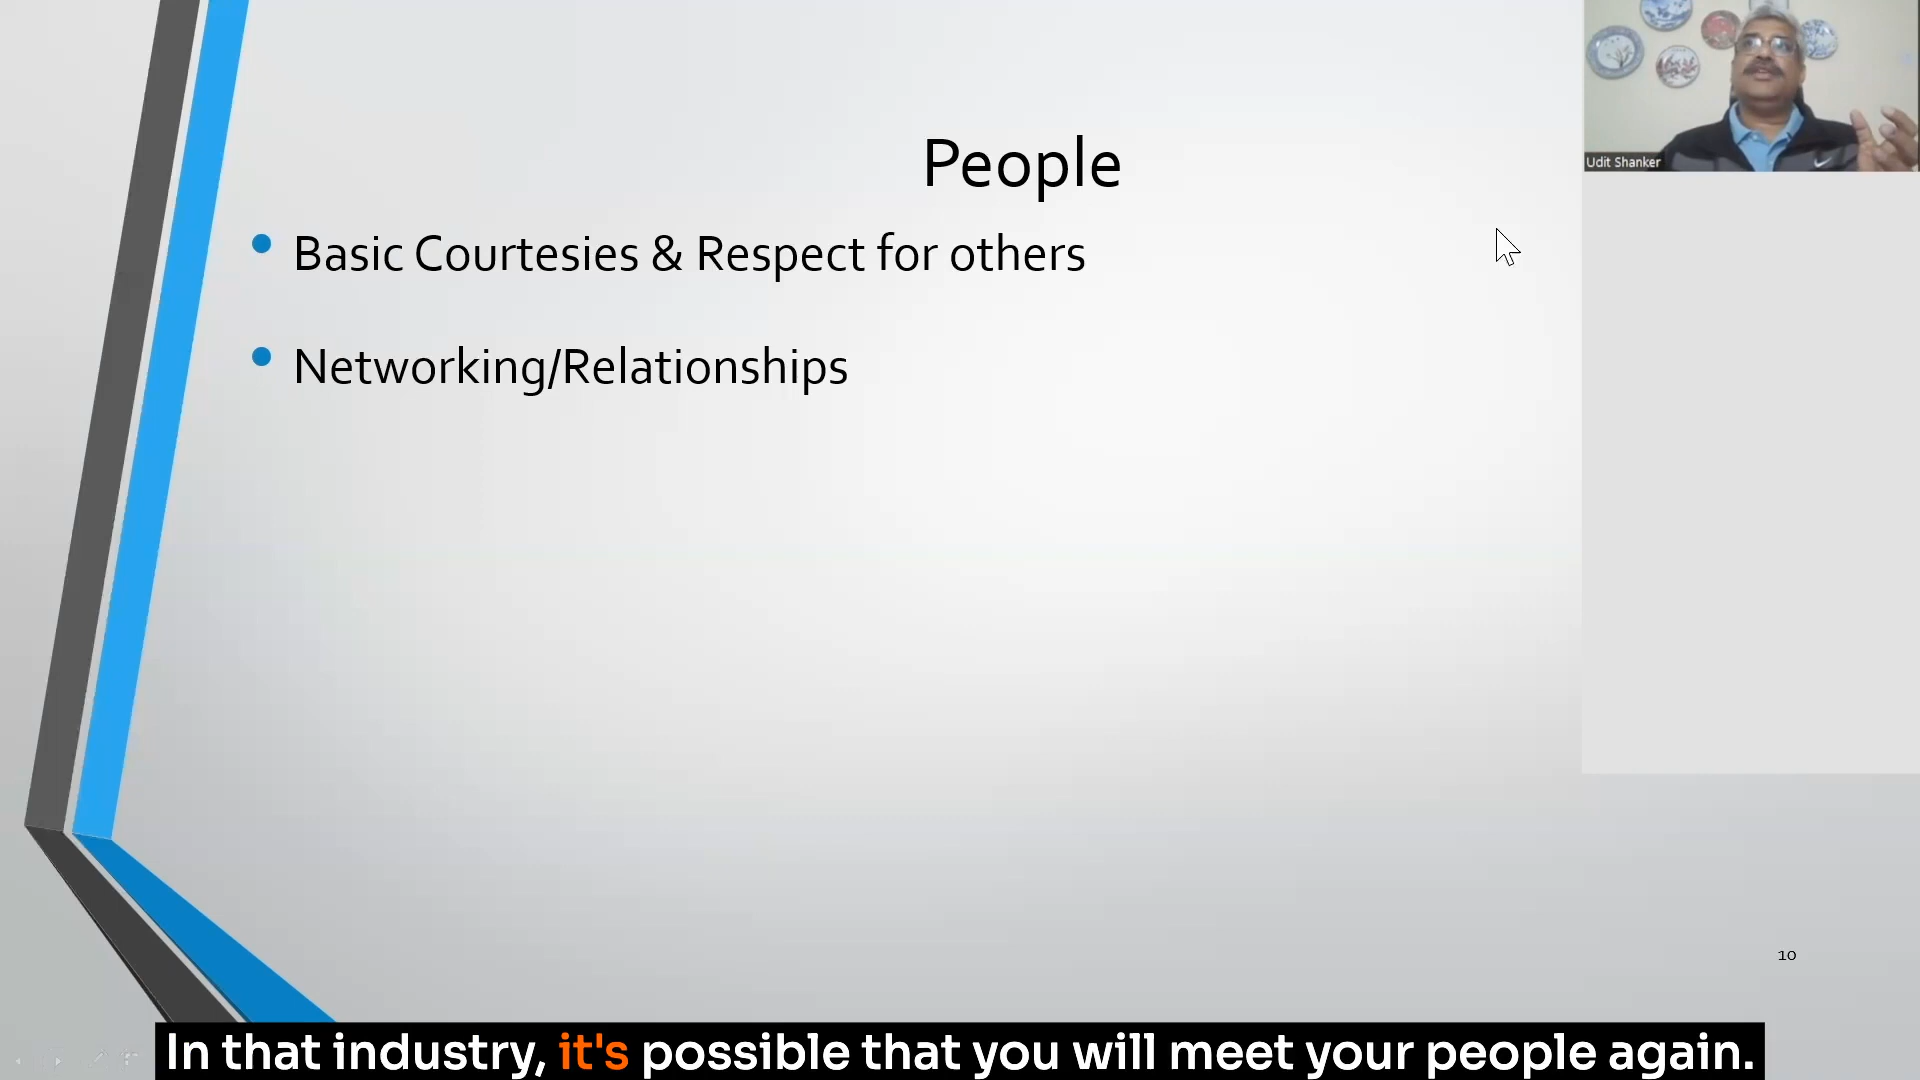 People
Udit Shanker
• Basic Courtesies & Respect for others
• Networking/Relationships
10
In that industry, it's possible that you will meet your people again.